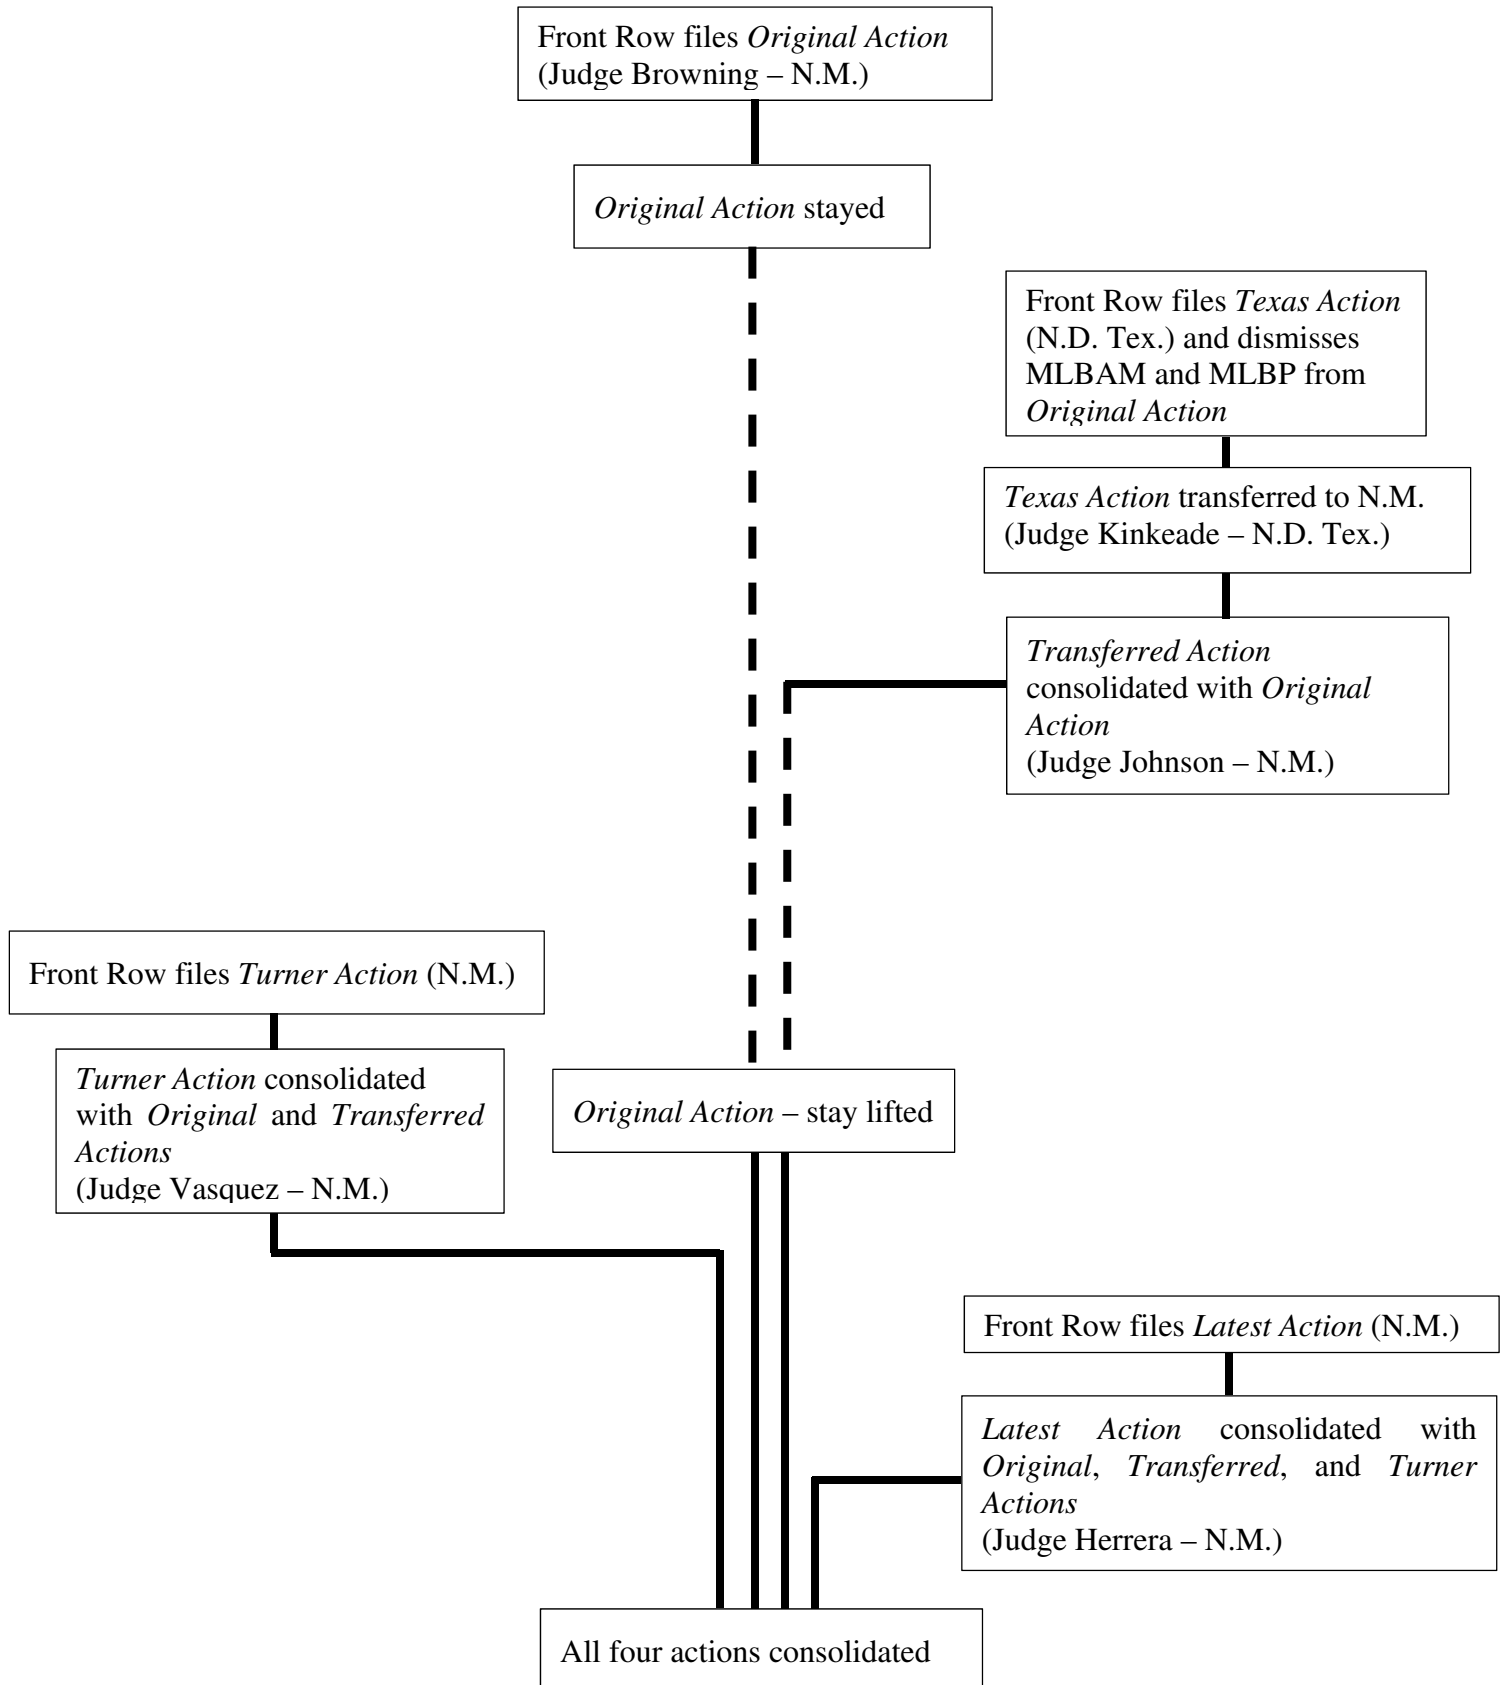 Front Row files Original Action
(Judge Browning – N.M.)
Original Action stayed
Front Row files Texas Action
(N.D. Tex.) and dismisses
MLBAM and MLBP from
Original Action
Texas Action transferred to N.M.
(Judge Kinkeade – N.D. Tex.)
Transferred Action
consolidated with Original
Action
(Judge Johnson – N.M.)
Front Row files Turner Action (N.M.)
Turner Action consolidated
with Original and Transferred
Actions
(Judge Vasquez – N.M.)
Original Action – stay lifted
Front Row files Latest Action (N.M.)
Latest Action consolidated with
Original, Transferred, and Turner
Actions
(Judge Herrera – N.M.)
All four actions consolidated